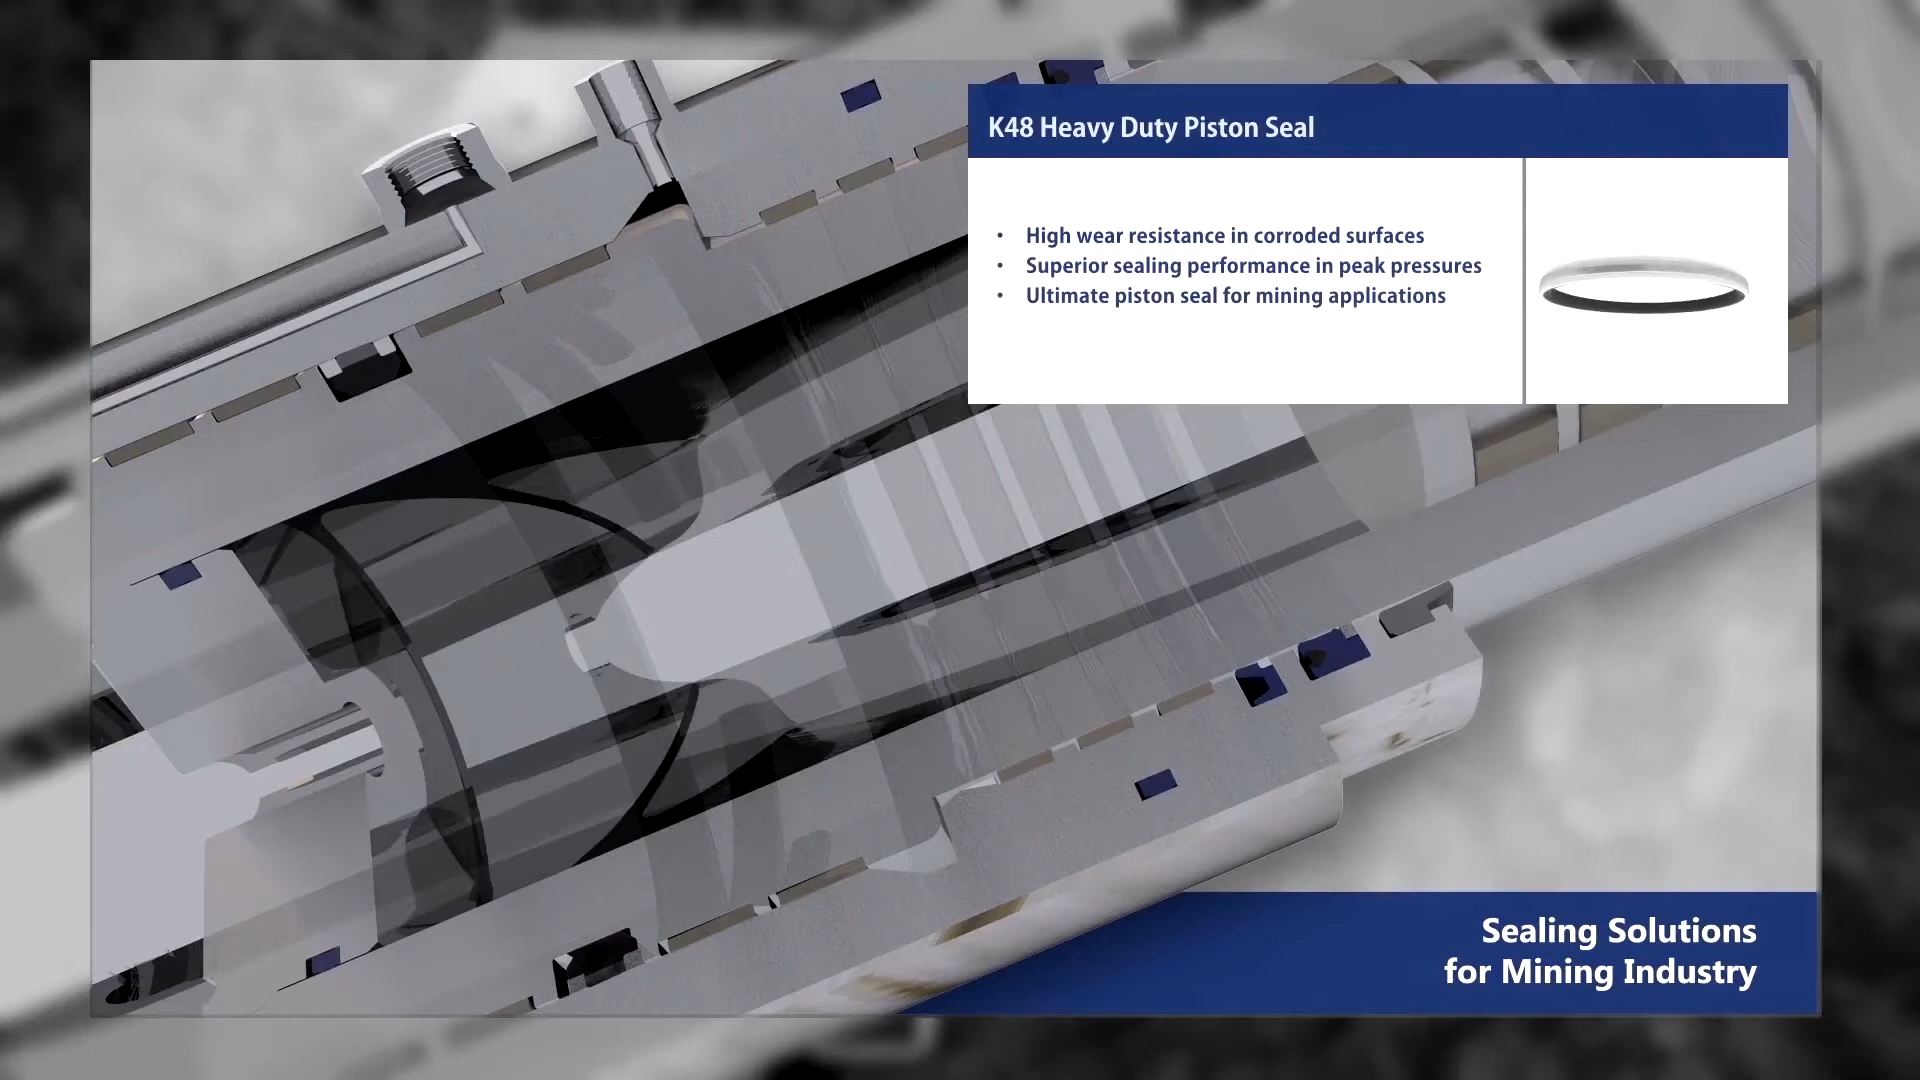 K48 Heavy Duty Piston Seal
• High wear resistance in corroded surfaces
• Superior sealing performance in peak pressures
• Ultimate piston seal for mining applications
Sealing Solutions
for Mining Industry